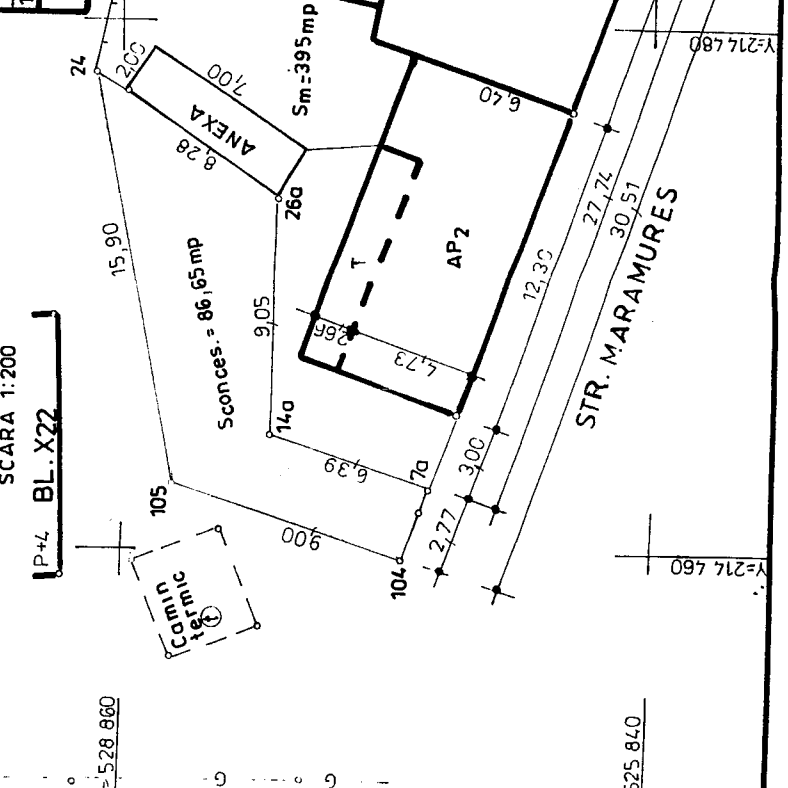 SCARA 1:200
P+4 BL. X22
24
2,00
7,00
ANEXA
8,28
26a
Sm=395mp
6,40
Y=214 480
15,90
Sconces. = 86,65mp
9,05
T
AP2
2,66
4,73
12,30
27,74
30,51
STR. MARAMURES
14a
6,39
7a
3,00
2,77
105
9,00
104
Camin
termic
t
Y=214 460
= 528 860
525 840
G
G